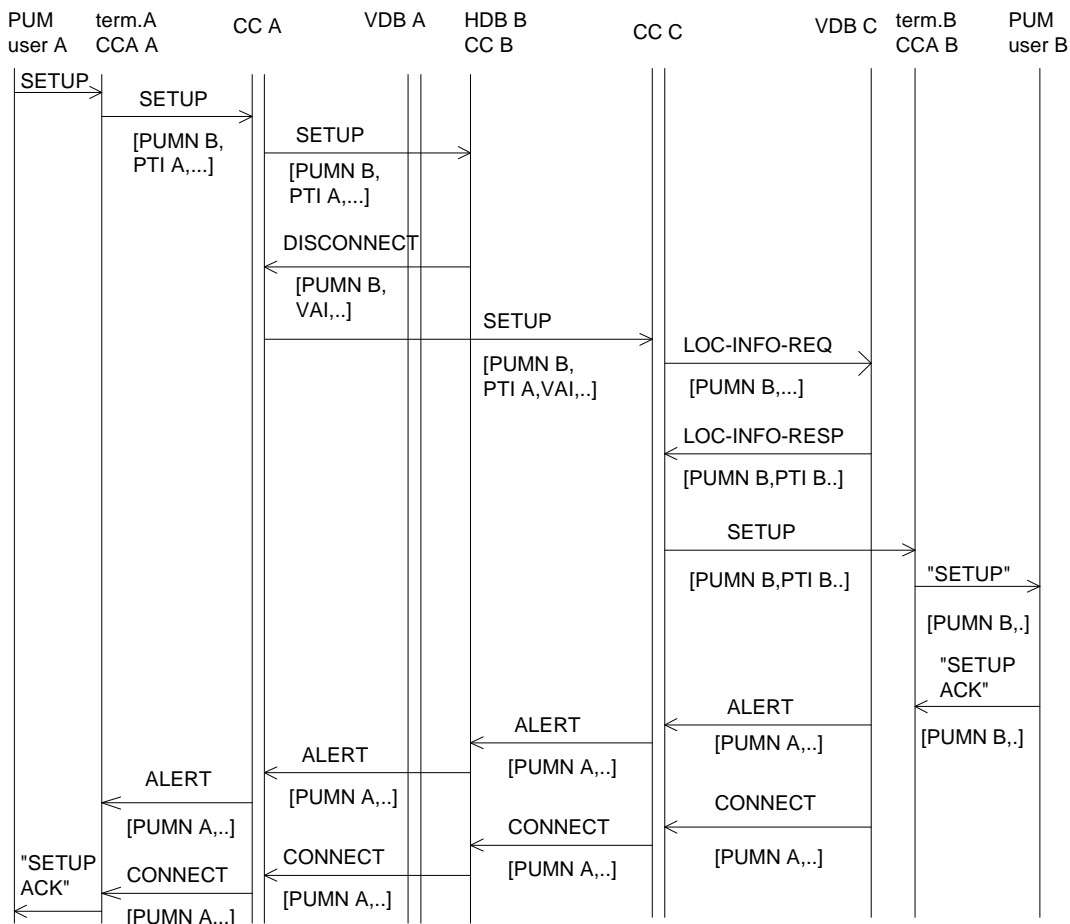 PUM
user A
term.A
CCA A
CC A
VDB A
HDB B
CC B
CC C
VDB C
term.B
CCA B
PUM
user B
SETUP
SETUP
[PUMN B,
PTI A,...]
SETUP
[PUMN B,
PTI A,...]
DISCONNECT
[PUMN B,
VAI,..]
SETUP
[PUMN B,
PTI A,VAI,..]
LOC-INFO-REQ
[PUMN B,...]
LOC-INFO-RESP
[PUMN B,PTI B..]
SETUP
[PUMN B,PTI B..]
"SETUP"
[PUMN B,.]
"SETUP
ACK"
[PUMN B,.]
ALERT
[PUMN A,..]
ALERT
[PUMN A,..]
ALERT
[PUMN A,..]
ALERT
[PUMN A,..]
CONNECT
[PUMN A,..]
CONNECT
[PUMN A,..]
CONNECT
[PUMN A,..]
CONNECT
[PUMN A,..]
"SETUP
ACK"